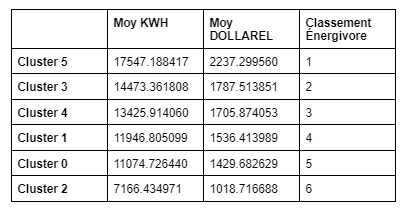 Moy KWH Moy DOLLAREL Classement Énergivore
Cluster 5 17547.188417 2237.299560 1
Cluster 3 14473.361808 1787.513851 2
Cluster 4 13425.914060 1705.874053 3
Cluster 1 11946.805099 1536.413989 4
Cluster 0 11074.726440 1429.682629 5
Cluster 2 7166.434971 1018.716688 6